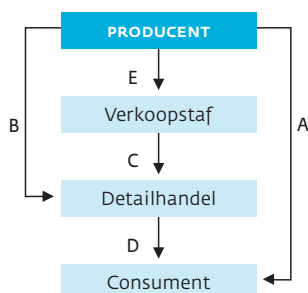 PRODUCENT
E
Verkoopstaf
B
A
C
Detailhandel
D
Consument